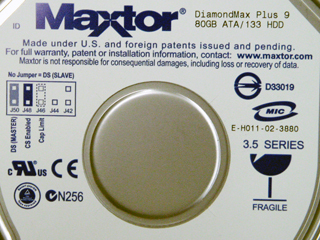 ID
Maxtor
DiamondMax Plus 9
80GB ATA/133 HDD
Made under U.S. and foreign patents issued and pending.
For full warranty, patent or installation information, contact: www.maxtor.com
Maxtor is not responsible for consequential damages, including loss or recovery of data.
No Jumper = DS (SLAVE)
J50 J48 J46 J44 J42
DS (MASTER)
CS Enabled
Cap Limit
D33019
MIC
E-H011-02-3880
3.5 SERIES
C US
CE
N256
FRAGILE